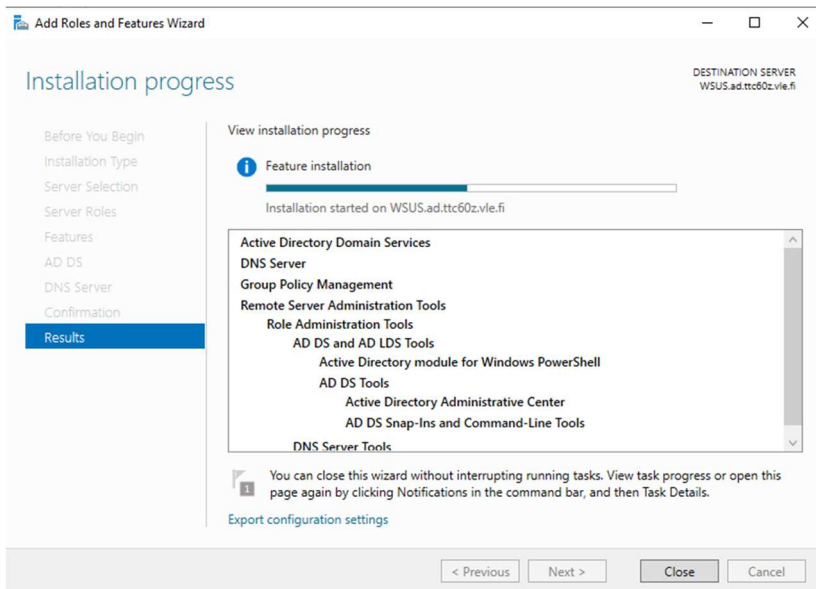 Add Roles and Features Wizard
Installation progress
DESTINATION SERVER
WSUS.ad.ttc60z.vle.fi
Before You Begin
Installation Type
Server Selection
Server Roles
Features
AD DS
DNS Server
Confirmation
Results
View installation progress
Feature installation
Installation started on WSUS.ad.ttc60z.vle.fi
Active Directory Domain Services
DNS Server
Group Policy Management
Remote Server Administration Tools
Role Administration Tools
AD DS and AD LDS Tools
Active Directory module for Windows PowerShell
AD DS Tools
Active Directory Administrative Center
AD DS Snap-Ins and Command-Line Tools
DNS Server Tools
1
You can close this wizard without interrupting running tasks. View task progress or open this
page again by clicking Notifications in the command bar, and then Task Details.
Export configuration settings
< Previous
Next >
Close
Cancel